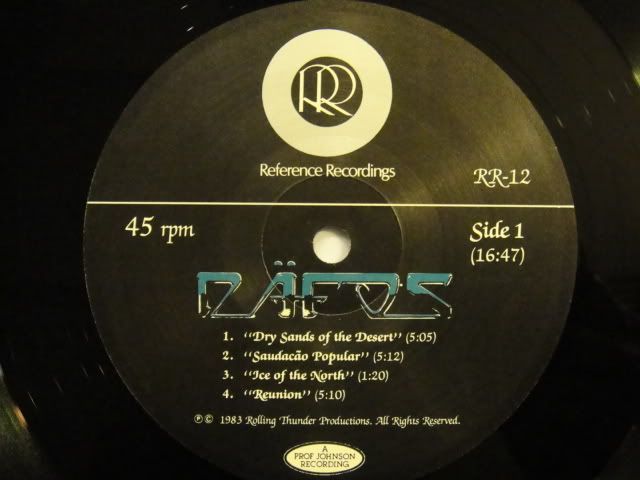 RR
Reference Recordings
RR-12
45 rpm
Side 1
(16:47)
DÄFOS
1. "Dry Sands of the Desert" (5:05)
2. "Saudacão Popular" (5:12)
3. "Ice of the North" (1:20)
4. "Reunion" (5:10)
℗ © 1983 Rolling Thunder Productions. All Rights Reserved.
A
PROF JOHNSON
RECORDING